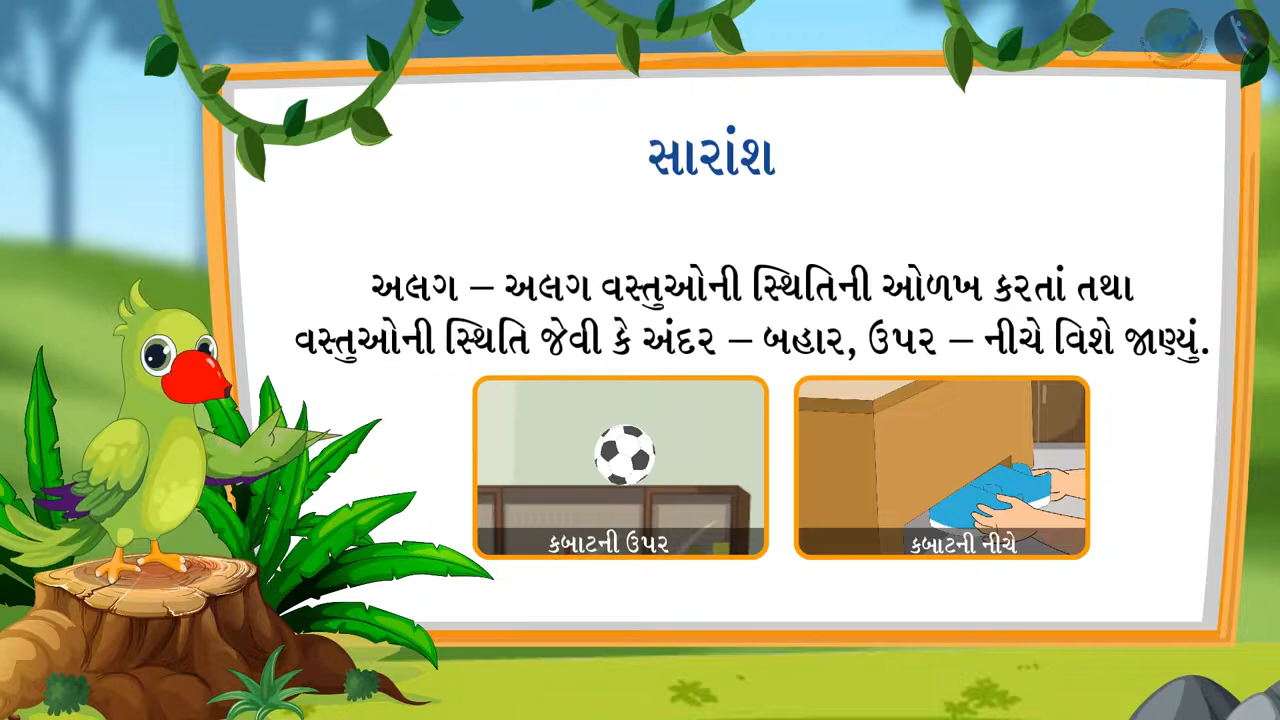 સારાંશ
અલગ – અલગ વસ્તુઓની સ્થિતિની ઓળખ કરતાં તથા
વસ્તુઓની સ્થિતિ જેવી કે અંદર – બહાર, ઉપર – નીચે વિશે જાણ્યું.
કબાટની ઉપર
કબાટની નીચે